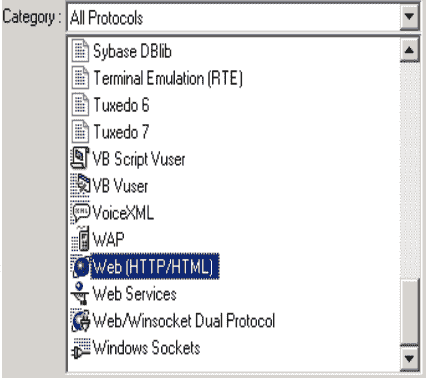 Category : All Protocols
Sybase DBlib
Terminal Emulation (RTE)
Tuxedo 6
Tuxedo 7
VB Script Vuser
VB Vuser
VoiceXML
WAP
Web (HTTP/HTML)
Web Services
Web/Winsocket Dual Protocol
Windows Sockets